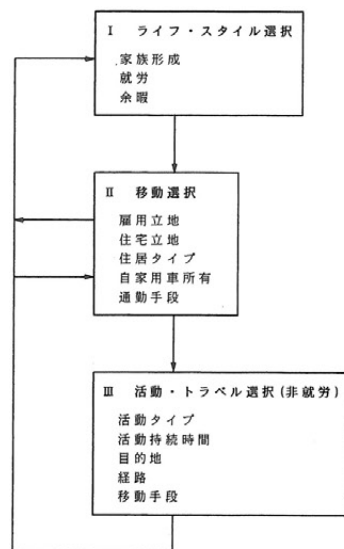 I ライフ・スタイル選択
家族形成
就労
余暇
II 移動選択
雇用立地
住宅立地
住居タイプ
自家用車所有
通勤手段
III 活動・トラベル選択(非就労)
活動タイプ
活動持続時間
目的地
経路
移動手段